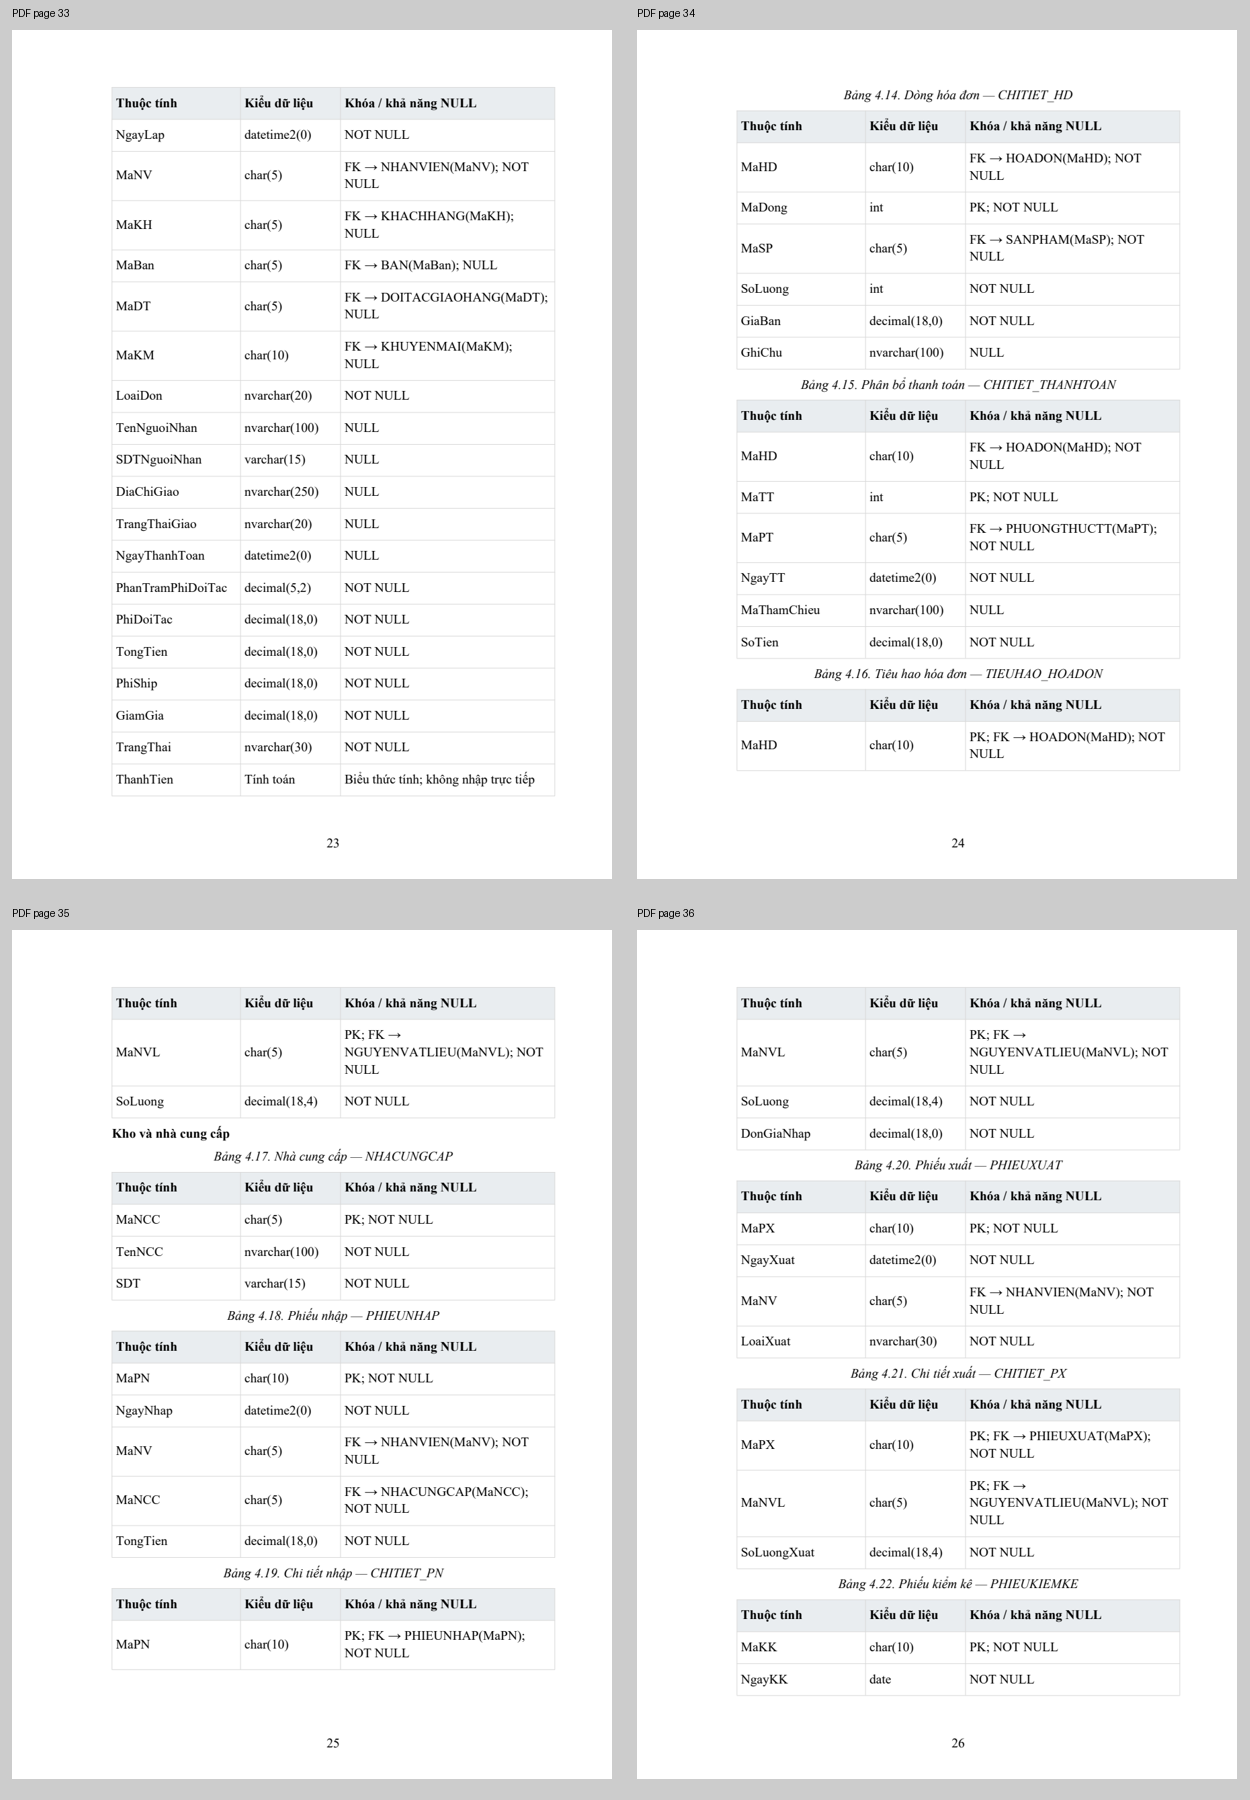 PDF page 33
Thuộc tính Kiểu dữ liệu Khóa / khả năng NULL
NgayLap datetime2(0) NOT NULL
MaNV char(5) FK → NHANVIEN(MaNV); NOT
NULL
MaKH char(5) FK → KHACHHANG(MaKH);
NULL
MaBan char(5) FK → BAN(MaBan); NULL
MaDT char(5) FK → DOITACGIAOHANG(MaDT);
NULL
MaKM char(10) FK → KHUYENMAI(MaKM);
NULL
LoaiDon nvarchar(20) NOT NULL
TenNguoiNhan nvarchar(100) NULL
SDTNguoiNhan varchar(15) NULL
DiaChiGiao nvarchar(250) NULL
TrangThaiGiao nvarchar(20) NULL
NgayThanhToan datetime2(0) NULL
PhanTramPhiDoiTac decimal(5,2) NOT NULL
PhiDoiTac decimal(18,0) NOT NULL
TongTien decimal(18,0) NOT NULL
PhiShip decimal(18,0) NOT NULL
GiamGia decimal(18,0) NOT NULL
TrangThai nvarchar(30) NOT NULL
ThanhTien Tính toán Biểu thức tính; không nhập trực tiếp
23
PDF page 34
Bảng 4.14. Dòng hóa đơn — CHITIET_HD
Thuộc tính Kiểu dữ liệu Khóa / khả năng NULL
MaHD char(10) FK → HOADON(MaHD); NOT
NULL
MaDong int PK; NOT NULL
MaSP char(5) FK → SANPHAM(MaSP); NOT
NULL
SoLuong int NOT NULL
GiaBan decimal(18,0) NOT NULL
GhiChu nvarchar(100) NULL
Bảng 4.15. Phân bổ thanh toán — CHITIET_THANHTOAN
Thuộc tính Kiểu dữ liệu Khóa / khả năng NULL
MaHD char(10) FK → HOADON(MaHD); NOT
NULL
MaTT int PK; NOT NULL
MaPT char(5) FK → PHUONGTHUCTT(MaPT);
NOT NULL
NgayTT datetime2(0) NOT NULL
MaThamChieu nvarchar(100) NULL
SoTien decimal(18,0) NOT NULL
Bảng 4.16. Tiêu hao hóa đơn — TIEUHAO_HOADON
Thuộc tính Kiểu dữ liệu Khóa / khả năng NULL
MaHD char(10) PK; FK → HOADON(MaHD); NOT
NULL
24
PDF page 35
Thuộc tính Kiểu dữ liệu Khóa / khả năng NULL
MaNVL char(5) PK; FK →
NGUYENVATLIEU(MaNVL); NOT
NULL
SoLuong decimal(18,4) NOT NULL
Kho và nhà cung cấp
Bảng 4.17. Nhà cung cấp — NHACUNGCAP
Thuộc tính Kiểu dữ liệu Khóa / khả năng NULL
MaNCC char(5) PK; NOT NULL
TenNCC nvarchar(100) NOT NULL
SDT varchar(15) NOT NULL
Bảng 4.18. Phiếu nhập — PHIEUNHAP
Thuộc tính Kiểu dữ liệu Khóa / khả năng NULL
MaPN char(10) PK; NOT NULL
NgayNhap datetime2(0) NOT NULL
MaNV char(5) FK → NHANVIEN(MaNV); NOT
NULL
MaNCC char(5) FK → NHACUNGCAP(MaNCC);
NOT NULL
TongTien decimal(18,0) NOT NULL
Bảng 4.19. Chi tiết nhập — CHITIET_PN
Thuộc tính Kiểu dữ liệu Khóa / khả năng NULL
MaPN char(10) PK; FK → PHIEUNHAP(MaPN);
NOT NULL
25
PDF page 36
Thuộc tính Kiểu dữ liệu Khóa / khả năng NULL
MaNVL char(5) PK; FK →
NGUYENVATLIEU(MaNVL); NOT
NULL
SoLuong decimal(18,4) NOT NULL
DonGiaNhap decimal(18,0) NOT NULL
Bảng 4.20. Phiếu xuất — PHIEUXUAT
Thuộc tính Kiểu dữ liệu Khóa / khả năng NULL
MaPX char(10) PK; NOT NULL
NgayXuat datetime2(0) NOT NULL
MaNV char(5) FK → NHANVIEN(MaNV); NOT
NULL
LoaiXuat nvarchar(30) NOT NULL
Bảng 4.21. Chi tiết xuất — CHITIET_PX
Thuộc tính Kiểu dữ liệu Khóa / khả năng NULL
MaPX char(10) PK; FK → PHIEUXUAT(MaPX);
NOT NULL
MaNVL char(5) PK; FK →
NGUYENVATLIEU(MaNVL); NOT
NULL
SoLuongXuat decimal(18,4) NOT NULL
Bảng 4.22. Phiếu kiểm kê — PHIEUKIEMKE
Thuộc tính Kiểu dữ liệu Khóa / khả năng NULL
MaKK char(10) PK; NOT NULL
NgayKK date NOT NULL
26